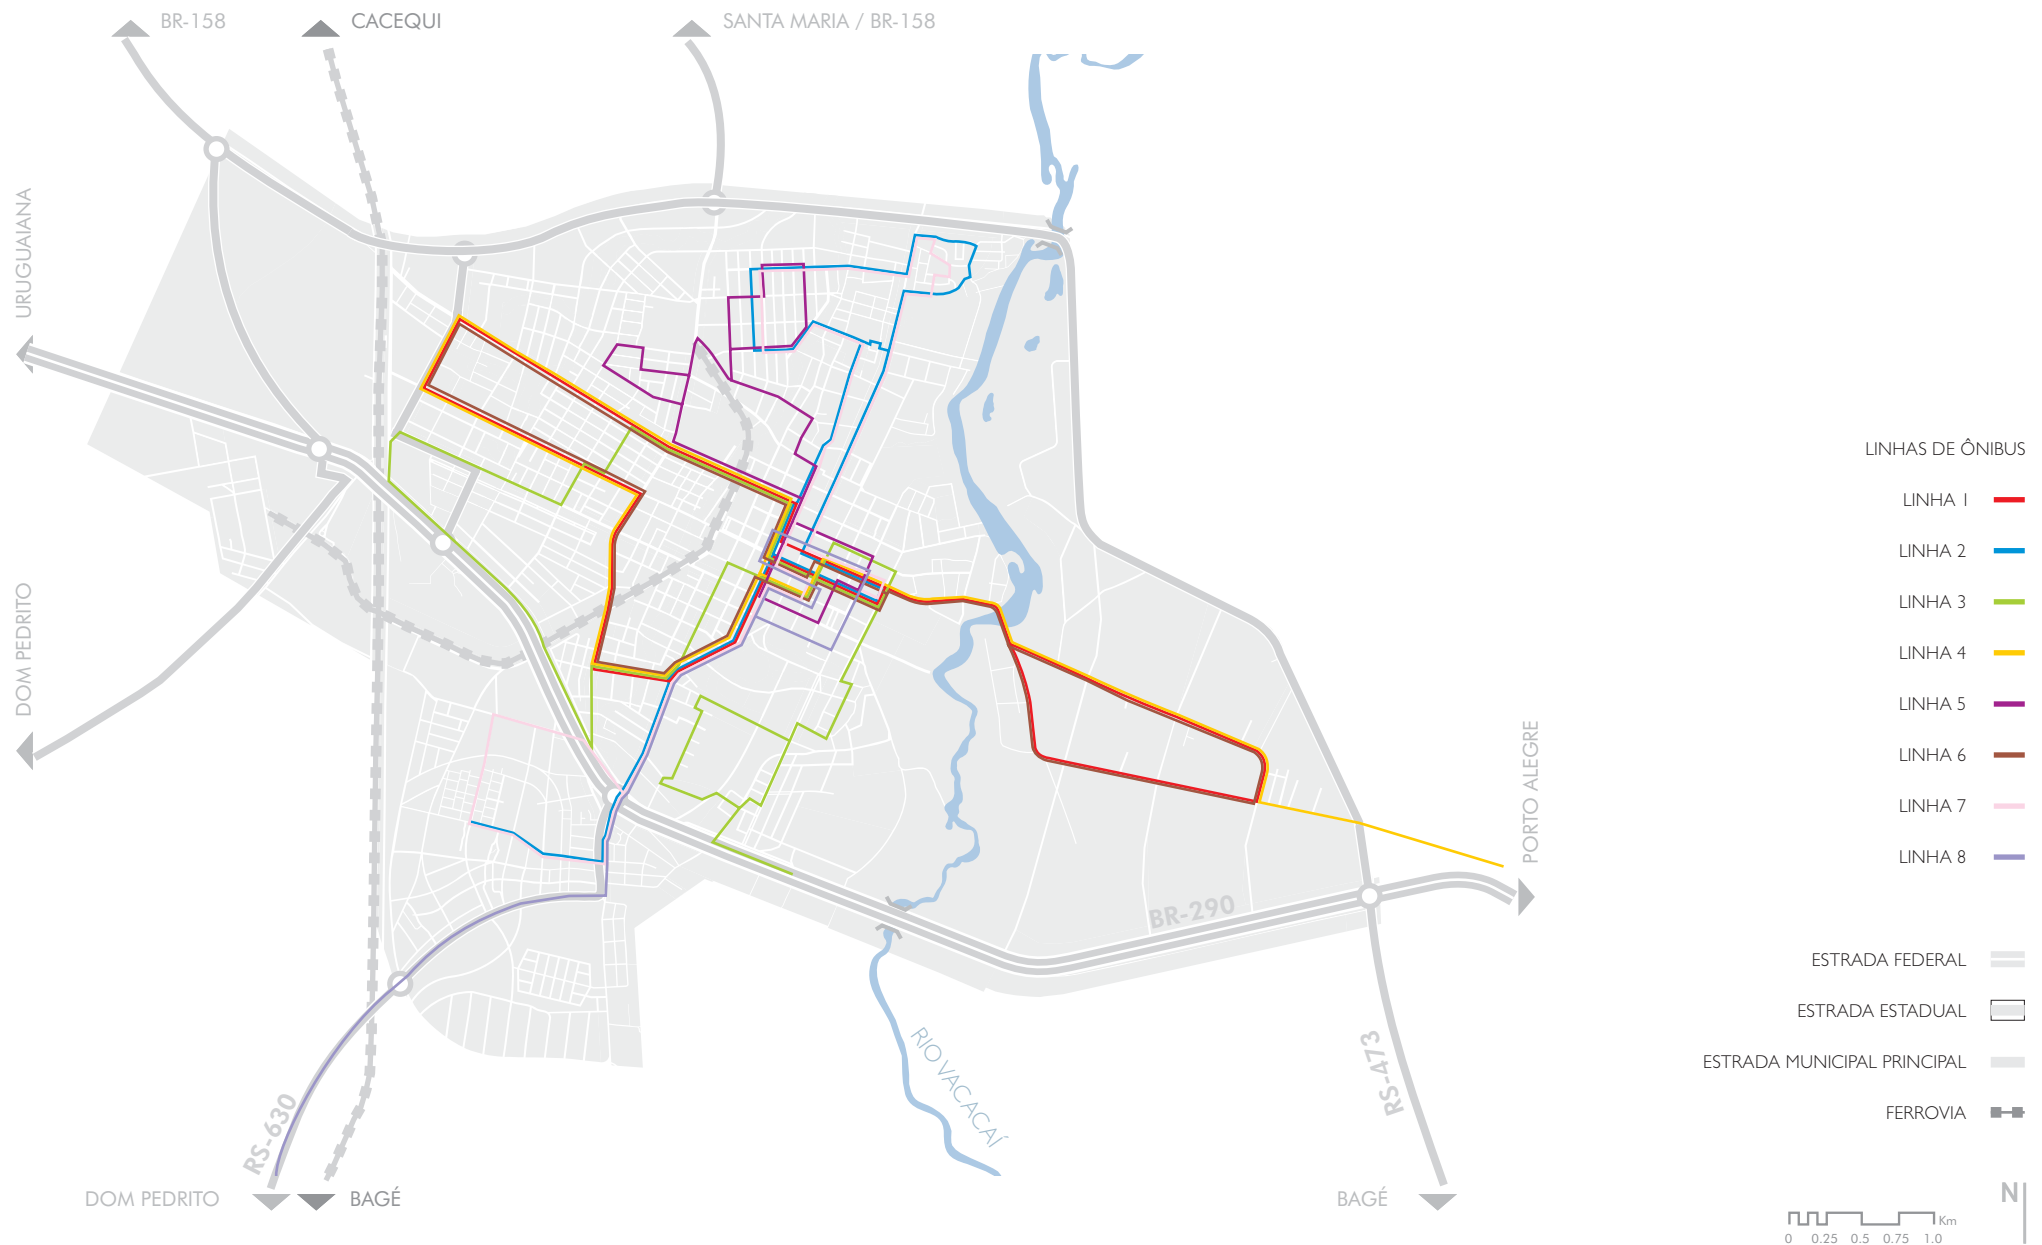 BR-158
CACEQUI
SANTA MARIA / BR-158
URUGUAIANA
DOM PEDRITO
PORTO ALEGRE
BR-290
RIO VACACAÍ
RS-473
RS-630
DOM PEDRITO
BAGÉ
BAGÉ
LINHAS DE ÔNIBUS
LINHA 1
LINHA 2
LINHA 3
LINHA 4
LINHA 5
LINHA 6
LINHA 7
LINHA 8
ESTRADA FEDERAL
ESTRADA ESTADUAL
ESTRADA MUNICIPAL PRINCIPAL
FERROVIA
N
Km
0 0.25 0.5 0.75 1.0